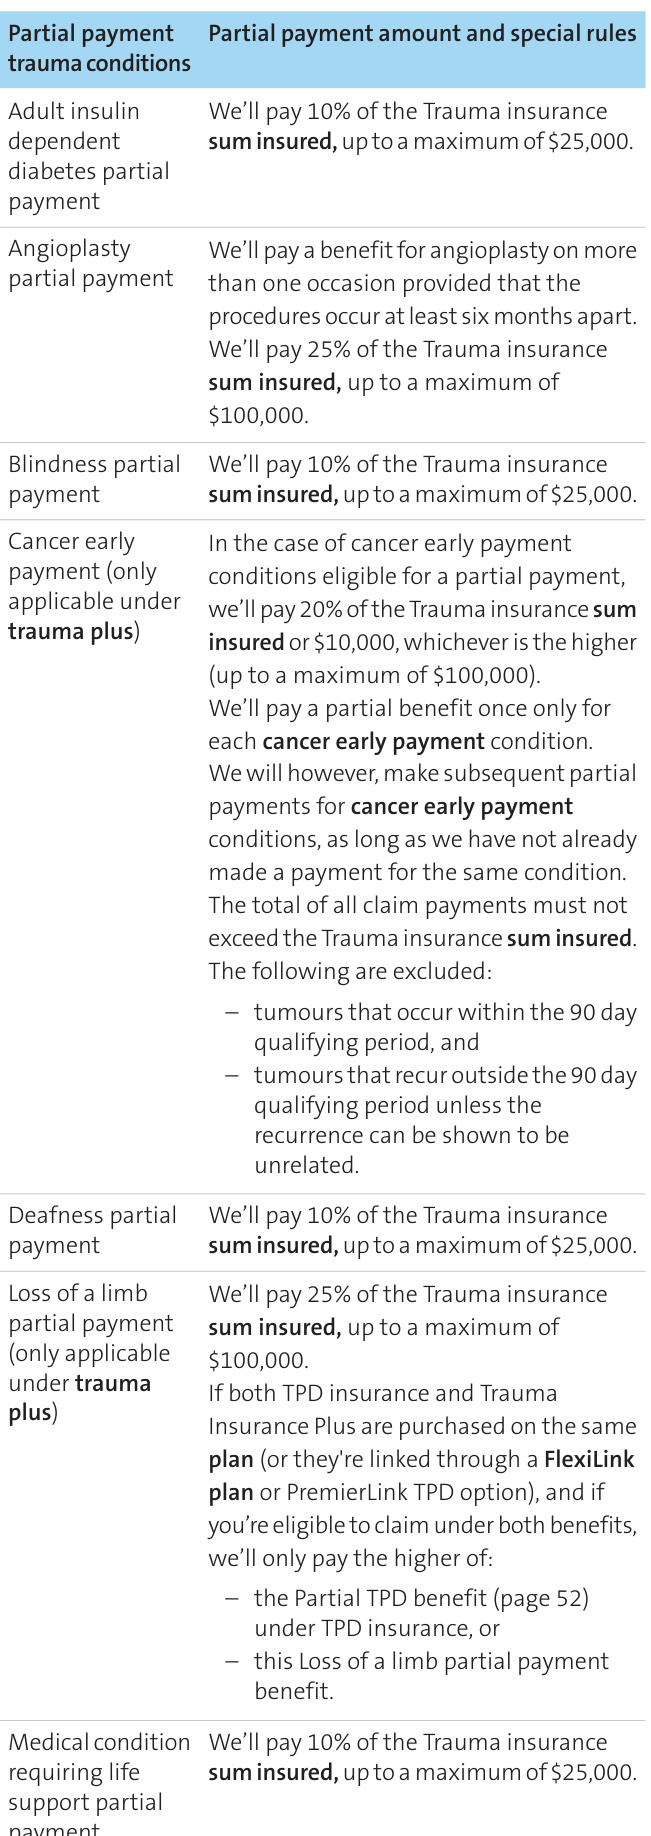 Partial payment trauma conditions
Partial payment amount and special rules
Adult insulin
dependent
diabetes partial
payment
We'll pay 10% of the Trauma insurance
sum insured, up to a maximum of $25,000.
Angioplasty
partial payment
We'll pay a benefit for angioplasty on more
than one occasion provided that the
procedures occur at least six months apart.
We'll pay 25% of the Trauma insurance
sum insured, up to a maximum of
$100,000.
Blindness partial
payment
We'll pay 10% of the Trauma insurance
sum insured, up to a maximum of $25,000.
Cancer early
payment (only
applicable under
trauma plus)
In the case of cancer early payment
conditions eligible for a partial payment,
we'll pay 20% of the Trauma insurance sum
insured or $10,000, whichever is the higher
(up to a maximum of $100,000).
We'll pay a partial benefit once only for
each cancer early payment condition.
We will however, make subsequent partial
payments for cancer early payment
conditions, as long as we have not already
made a payment for the same condition.
The total of all claim payments must not
exceed the Trauma insurance sum insured.
The following are excluded:
– tumours that occur within the 90 day
qualifying period, and
– tumours that recur outside the 90 day
qualifying period unless the
recurrence can be shown to be
unrelated.
Deafness partial
payment
We'll pay 10% of the Trauma insurance
sum insured, up to a maximum of $25,000.
Loss of a limb
partial payment
(only applicable
under trauma
plus)
We'll pay 25% of the Trauma insurance
sum insured, up to a maximum of
$100,000.
If both TPD insurance and Trauma
Insurance Plus are purchased on the same
plan (or they're linked through a FlexiLink
plan or PremierLink TPD option), and if
you're eligible to claim under both benefits,
we'll only pay the higher of:
– the Partial TPD benefit (page 52)
under TPD insurance, or
– this Loss of a limb partial payment
benefit.
Medical condition
requiring life
support partial
payment
We'll pay 10% of the Trauma insurance
sum insured, up to a maximum of $25,000.